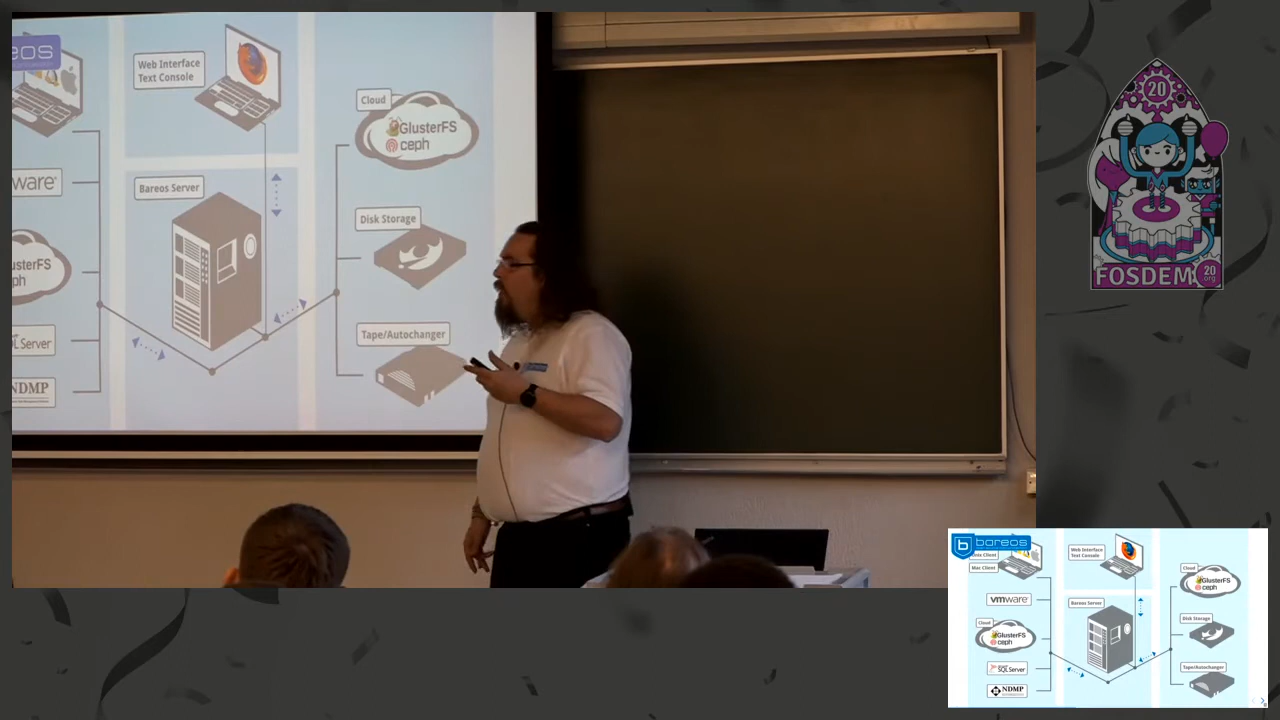 eos
Web Interface
Text Console
Cloud
GlusterFS
ceph
ware
Bareos Server
Disk Storage
usterFS
ph
Tape/Autochanger
QL Server
NDMP
20
FOSDEM
20
.org
b bareos
Mac Client
Web Interface
Text Console
Cloud
GlusterFS
ceph
vmware
Bareos Server
Cloud
GlusterFS
ceph
Disk Storage
SQL Server
Tape/Autochanger
NDMP